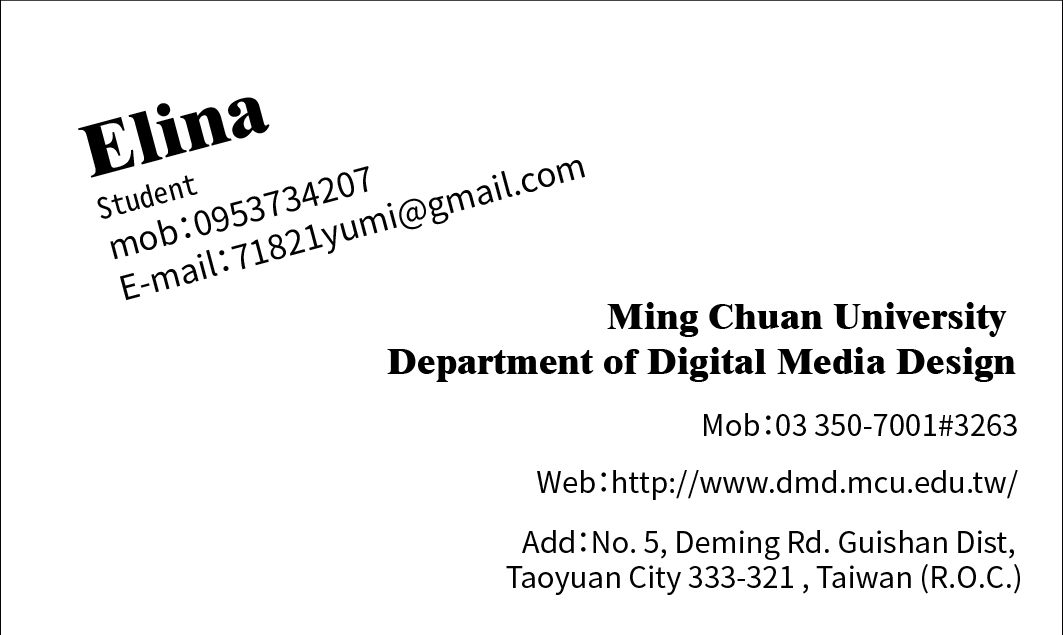 Elina
Student
mob：0953734207
E-mail：71821yumi@gmail.com
Ming Chuan University
Department of Digital Media Design
Mob：03 350-7001#3263
Web：http://www.dmd.mcu.edu.tw/
Add：No. 5, Deming Rd. Guishan Dist,
Taoyuan City 333-321 , Taiwan (R.O.C.)